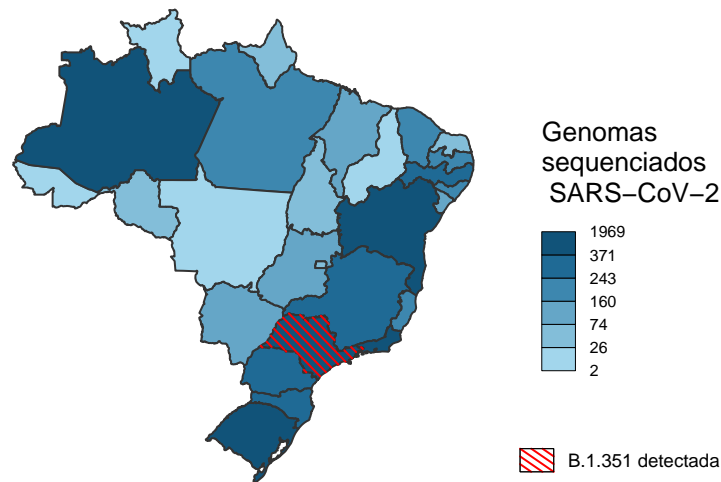 Genomas
sequenciados
SARS−CoV−2
1969
371
243
160
74
26
2
B.1.351 detectada